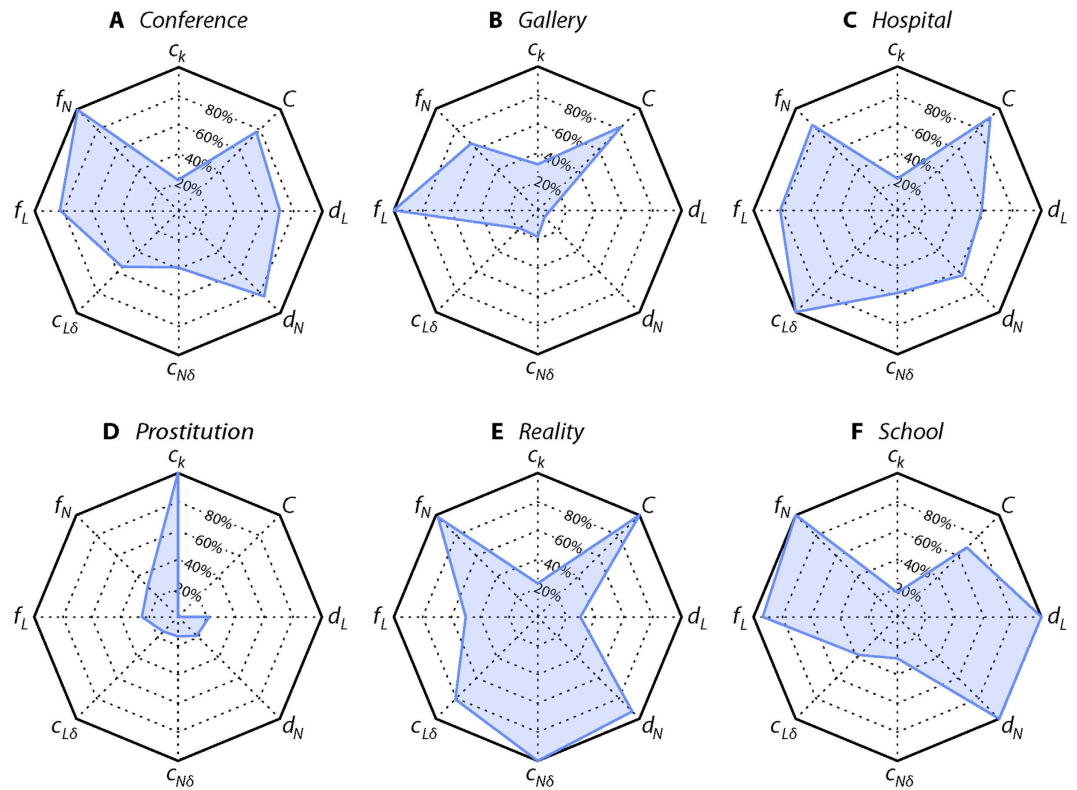 A Conference
c_k
C
d_L
d_N
c_Nδ
c_Lδ
f_L
f_N
80%
60%
40%
20%
B Gallery
c_k
C
d_L
d_N
c_Nδ
c_Lδ
f_L
f_N
80%
60%
40%
20%
C Hospital
c_k
C
d_L
d_N
c_Nδ
c_Lδ
f_L
f_N
80%
60%
40%
20%
D Prostitution
c_k
C
d_L
d_N
c_Nδ
c_Lδ
f_L
f_N
80%
60%
40%
20%
E Reality
c_k
C
d_L
d_N
c_Nδ
c_Lδ
f_L
f_N
80%
60%
40%
20%
F School
c_k
C
d_L
d_N
c_Nδ
c_Lδ
f_L
f_N
80%
60%
40%
20%